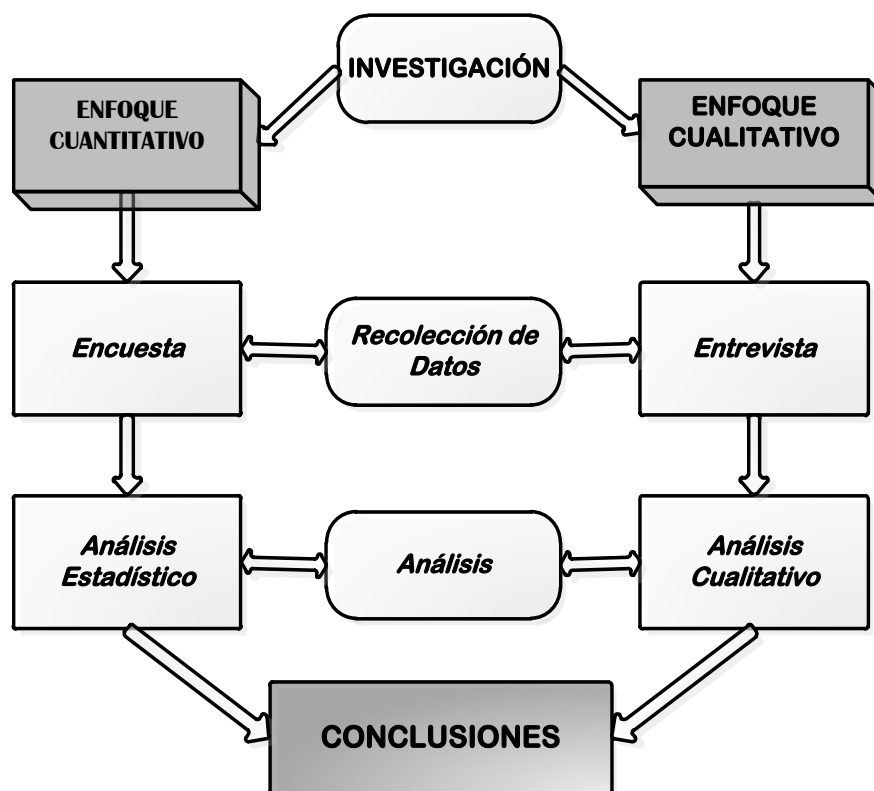 INVESTIGACIÓN
ENFOQUE
CUANTITATIVO
ENFOQUE
CUALITATIVO
Encuesta
Recolección de
Datos
Entrevista
Análisis
Estadístico
Análisis
Análisis
Cualitativo
CONCLUSIONES